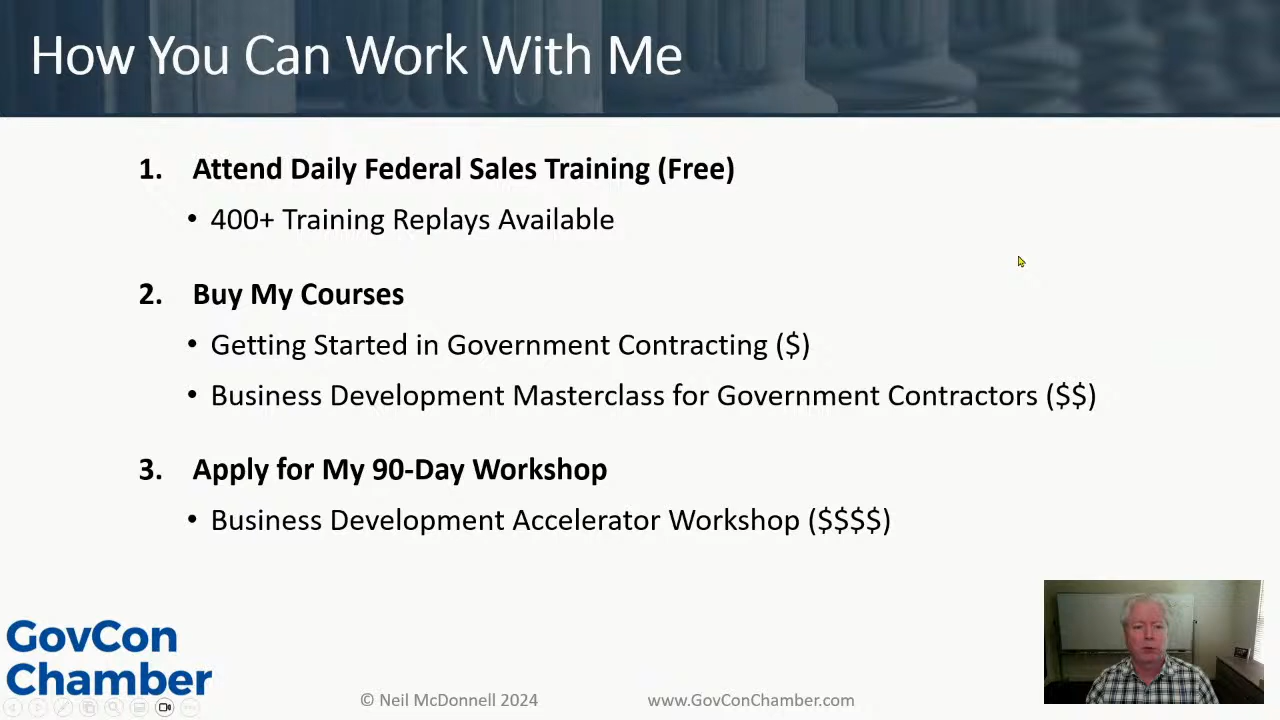 How You Can Work With Me
1. Attend Daily Federal Sales Training (Free)
• 400+ Training Replays Available
2. Buy My Courses
• Getting Started in Government Contracting ($)
• Business Development Masterclass for Government Contractors ($$)
3. Apply for My 90-Day Workshop
• Business Development Accelerator Workshop ($$$$)
GovCon
Chamber
© Neil McDonnell 2024 www.GovConChamber.com